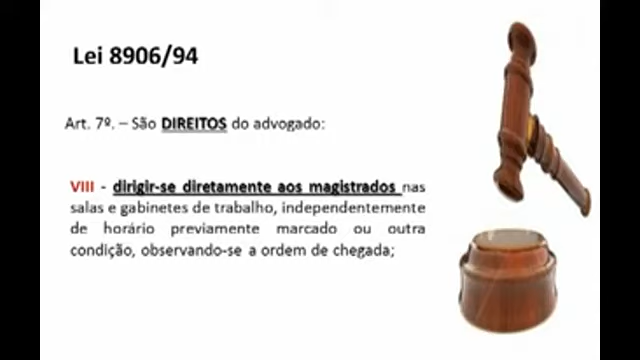 Lei 8906/94
Art. 7º. – São DIREITOS do advogado:
VIII - dirigir-se diretamente aos magistrados nas
salas e gabinetes de trabalho, independentemente
de horário previamente marcado ou outra
condição, observando-se a ordem de chegada;